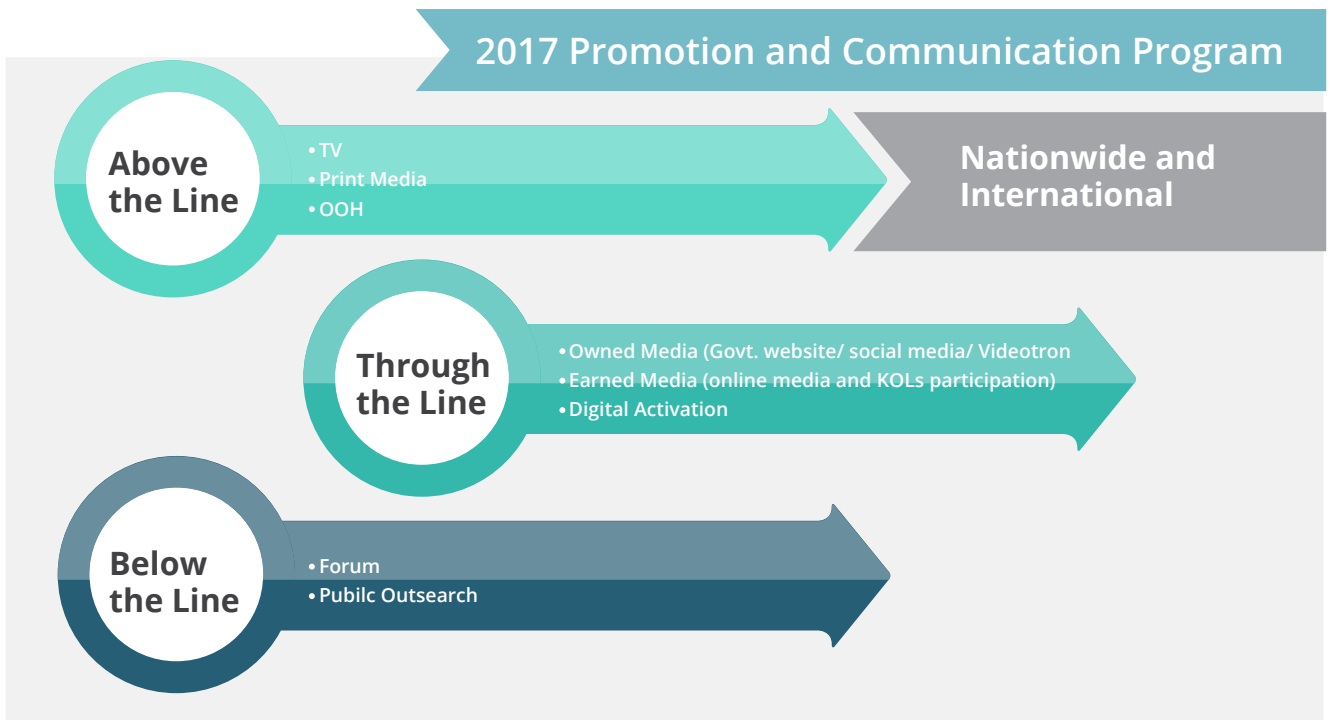 2017 Promotion and Communication Program
Above
the Line
• TV
• Print Media
• OOH
Nationwide and
International
Through
the Line
• Owned Media (Govt. website/ social media/ Videotron
• Earned Media (online media and KOLs participation)
• Digital Activation
Below
the Line
• Forum
• Pubilc Outsearch